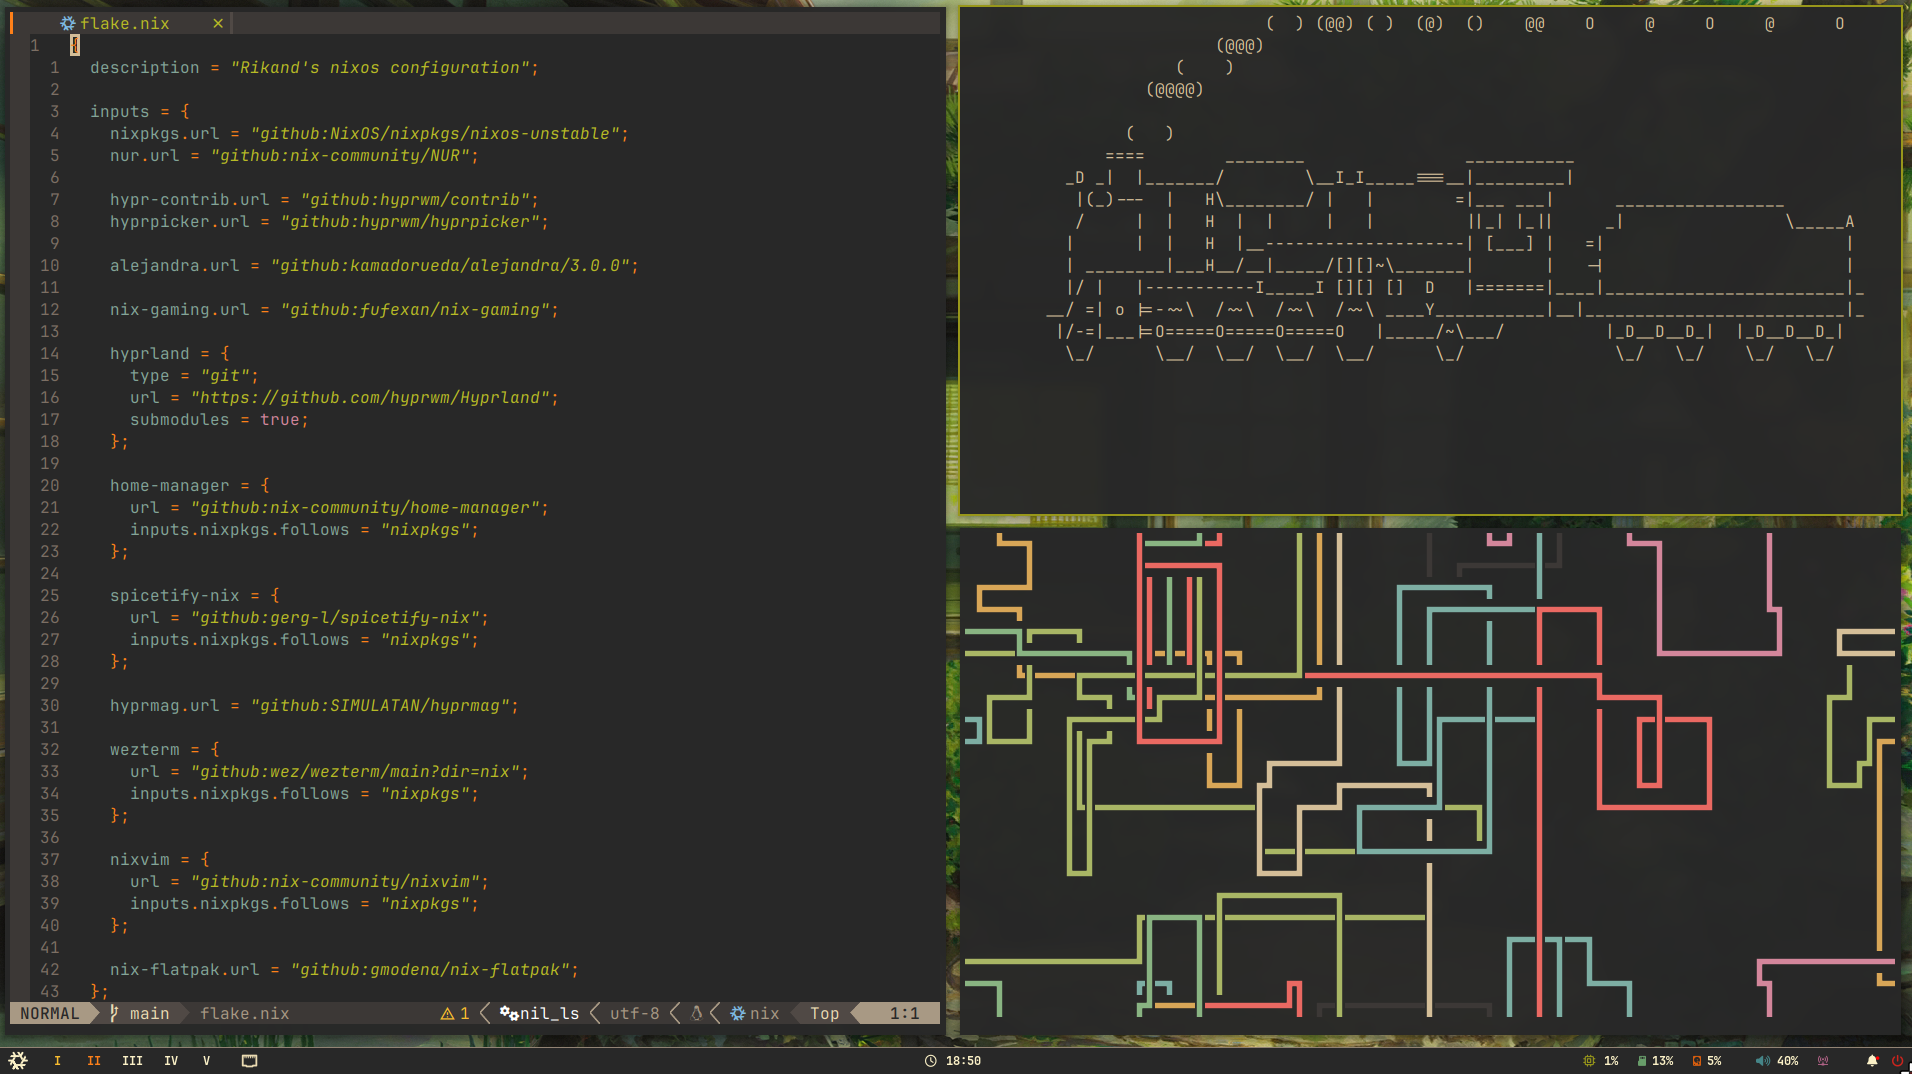 flake.nix ×
1 {
1 description = "Rikand's nixos configuration";
2
3 inputs = {
4 nixpkgs.url = "github:NixOS/nixpkgs/nixos-unstable";
5 nur.url = "github:nix-community/NUR";
6
7 hypr-contrib.url = "github:hyprwm/contrib";
8 hyprpicker.url = "github:hyprwm/hyprpicker";
9
10 alejandra.url = "github:kamadorueda/alejandra/3.0.0";
11
12 nix-gaming.url = "github:fufexan/nix-gaming";
13
14 hyprland = {
15 type = "git";
16 url = "https://github.com/hyprwm/Hyprland";
17 submodules = true;
18 };
19
20 home-manager = {
21 url = "github:nix-community/home-manager";
22 inputs.nixpkgs.follows = "nixpkgs";
23 };
24
25 spicetify-nix = {
26 url = "github:gerg-l/spicetify-nix";
27 inputs.nixpkgs.follows = "nixpkgs";
28 };
29
30 hyprmag.url = "github:SIMULATAN/hyprmag";
31
32 wezterm = {
33 url = "github:wez/wezterm/main?dir=nix";
34 inputs.nixpkgs.follows = "nixpkgs";
35 };
36
37 nixvim = {
38 url = "github:nix-community/nixvim";
39 inputs.nixpkgs.follows = "nixpkgs";
40 };
41
42 nix-flatpak.url = "github:gmodena/nix-flatpak";
43 };
NORMAL main flake.nix 1 nil_ls utf-8 nix Top 1:1
I II III IV V 18:50 1% 13% 5% 40%